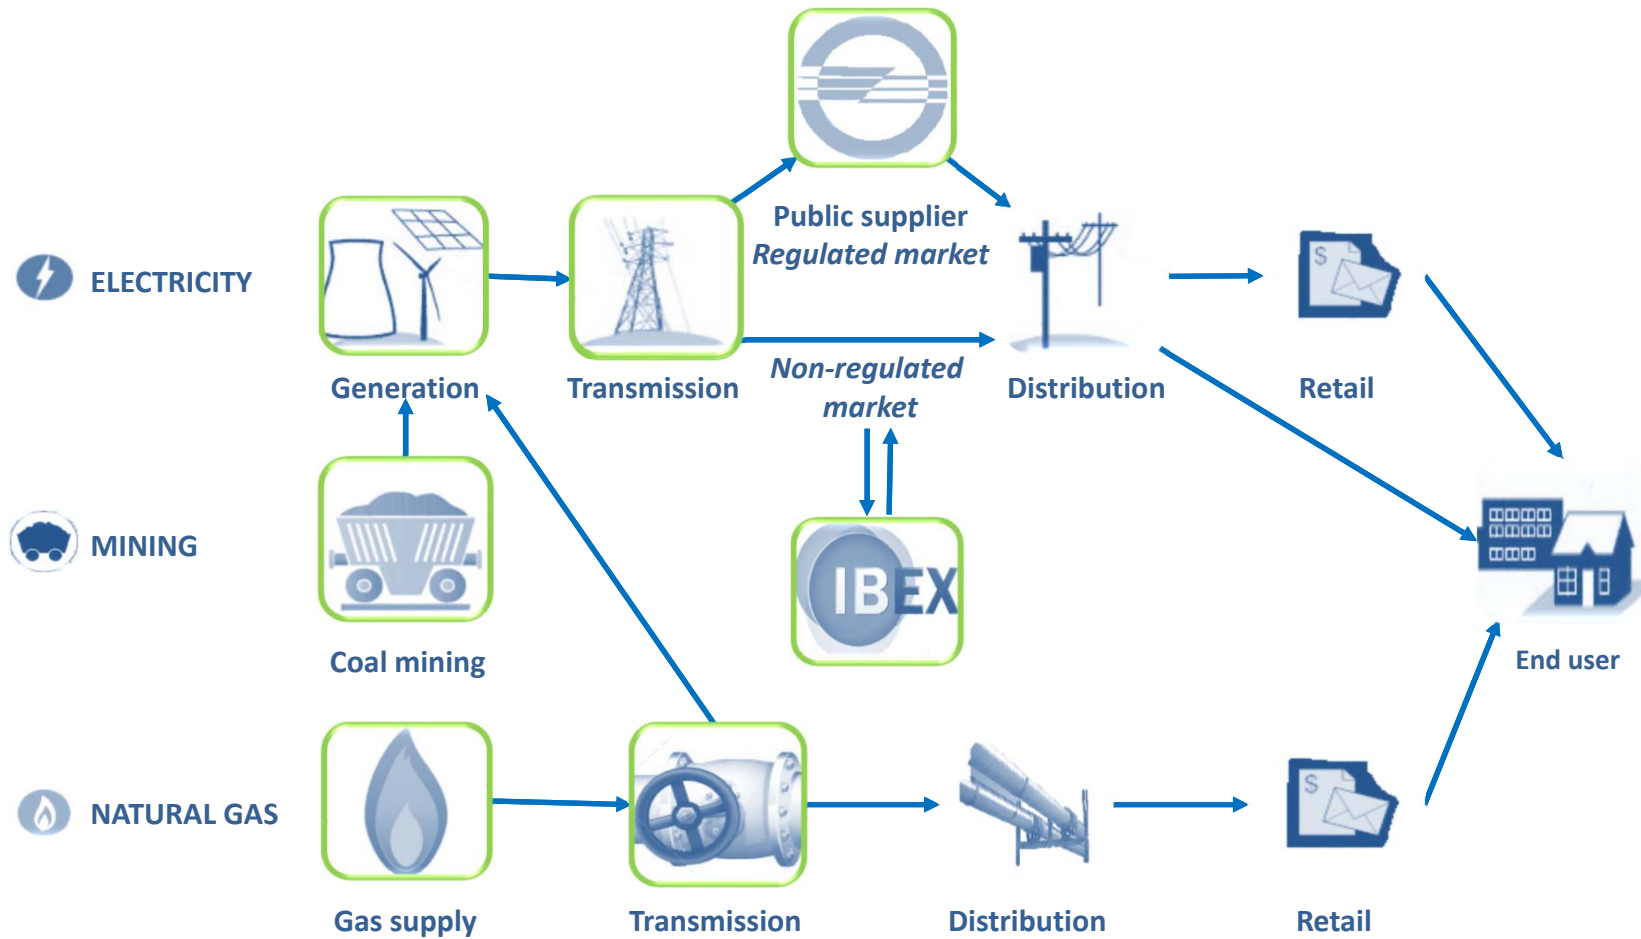 Public supplier
Regulated market
$
ELECTRICITY
Generation
Transmission
Non-regulated
market
Distribution
Retail
MINING
IBEX
Coal mining
End user
$
NATURAL GAS
Gas supply
Transmission
Distribution
Retail